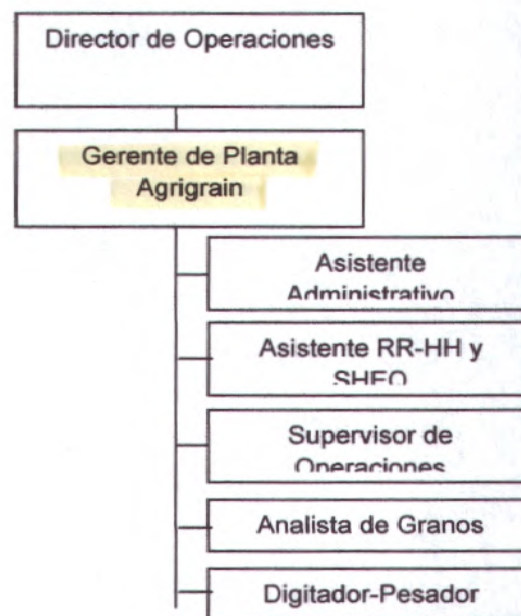 Director de Operaciones
Gerente de Planta
Agrigrain
Asistente
Administrativo
Asistente RR-HH y
SHEQ
Supervisor de
Operaciones
Analista de Granos
Digitador-Pesador